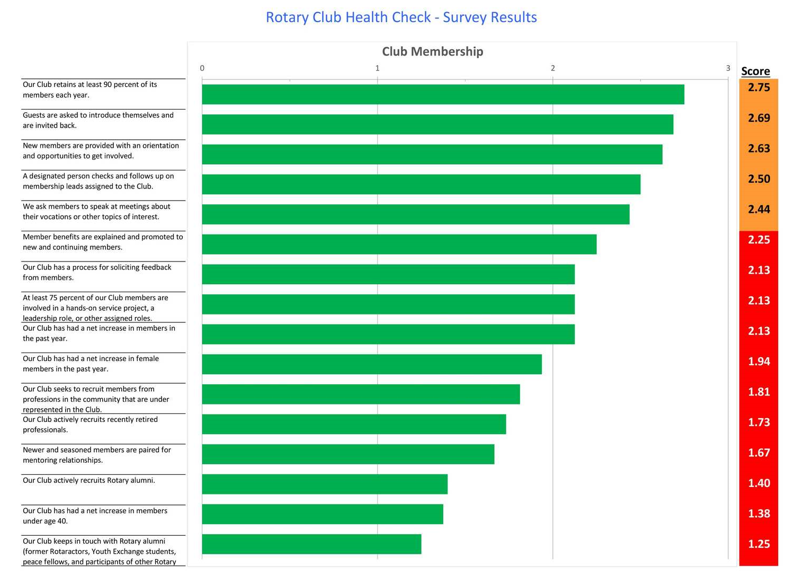 Rotary Club Health Check - Survey Results
Club Membership
0 1 2 3
Score
Our Club retains at least 90 percent of its
members each year.
2.75
Guests are asked to introduce themselves and
are invited back.
2.69
New members are provided with an orientation
and opportunities to get involved.
2.63
A designated person checks and follows up on
membership leads assigned to the Club.
2.50
We ask members to speak at meetings about
their vocations or other topics of interest.
2.44
Member benefits are explained and promoted to
new and continuing members.
2.25
Our Club has a process for soliciting feedback
from members.
2.13
At least 75 percent of our Club members are
involved in a hands-on service project, a
leadership role, or other assigned roles.
2.13
Our Club has had a net increase in members in
the past year.
2.13
Our Club has had a net increase in female
members in the past year.
1.94
Our Club seeks to recruit members from
professions in the community that are under
represented in the Club.
1.81
Our Club actively recruits recently retired
professionals.
1.73
Newer and seasoned members are paired for
mentoring relationships.
1.67
Our Club actively recruits Rotary alumni.
1.40
Our Club has had a net increase in members
under age 40.
1.38
Our Club keeps in touch with Rotary alumni
(former Rotaractors, Youth Exchange students,
peace fellows, and participants of other Rotary
1.25